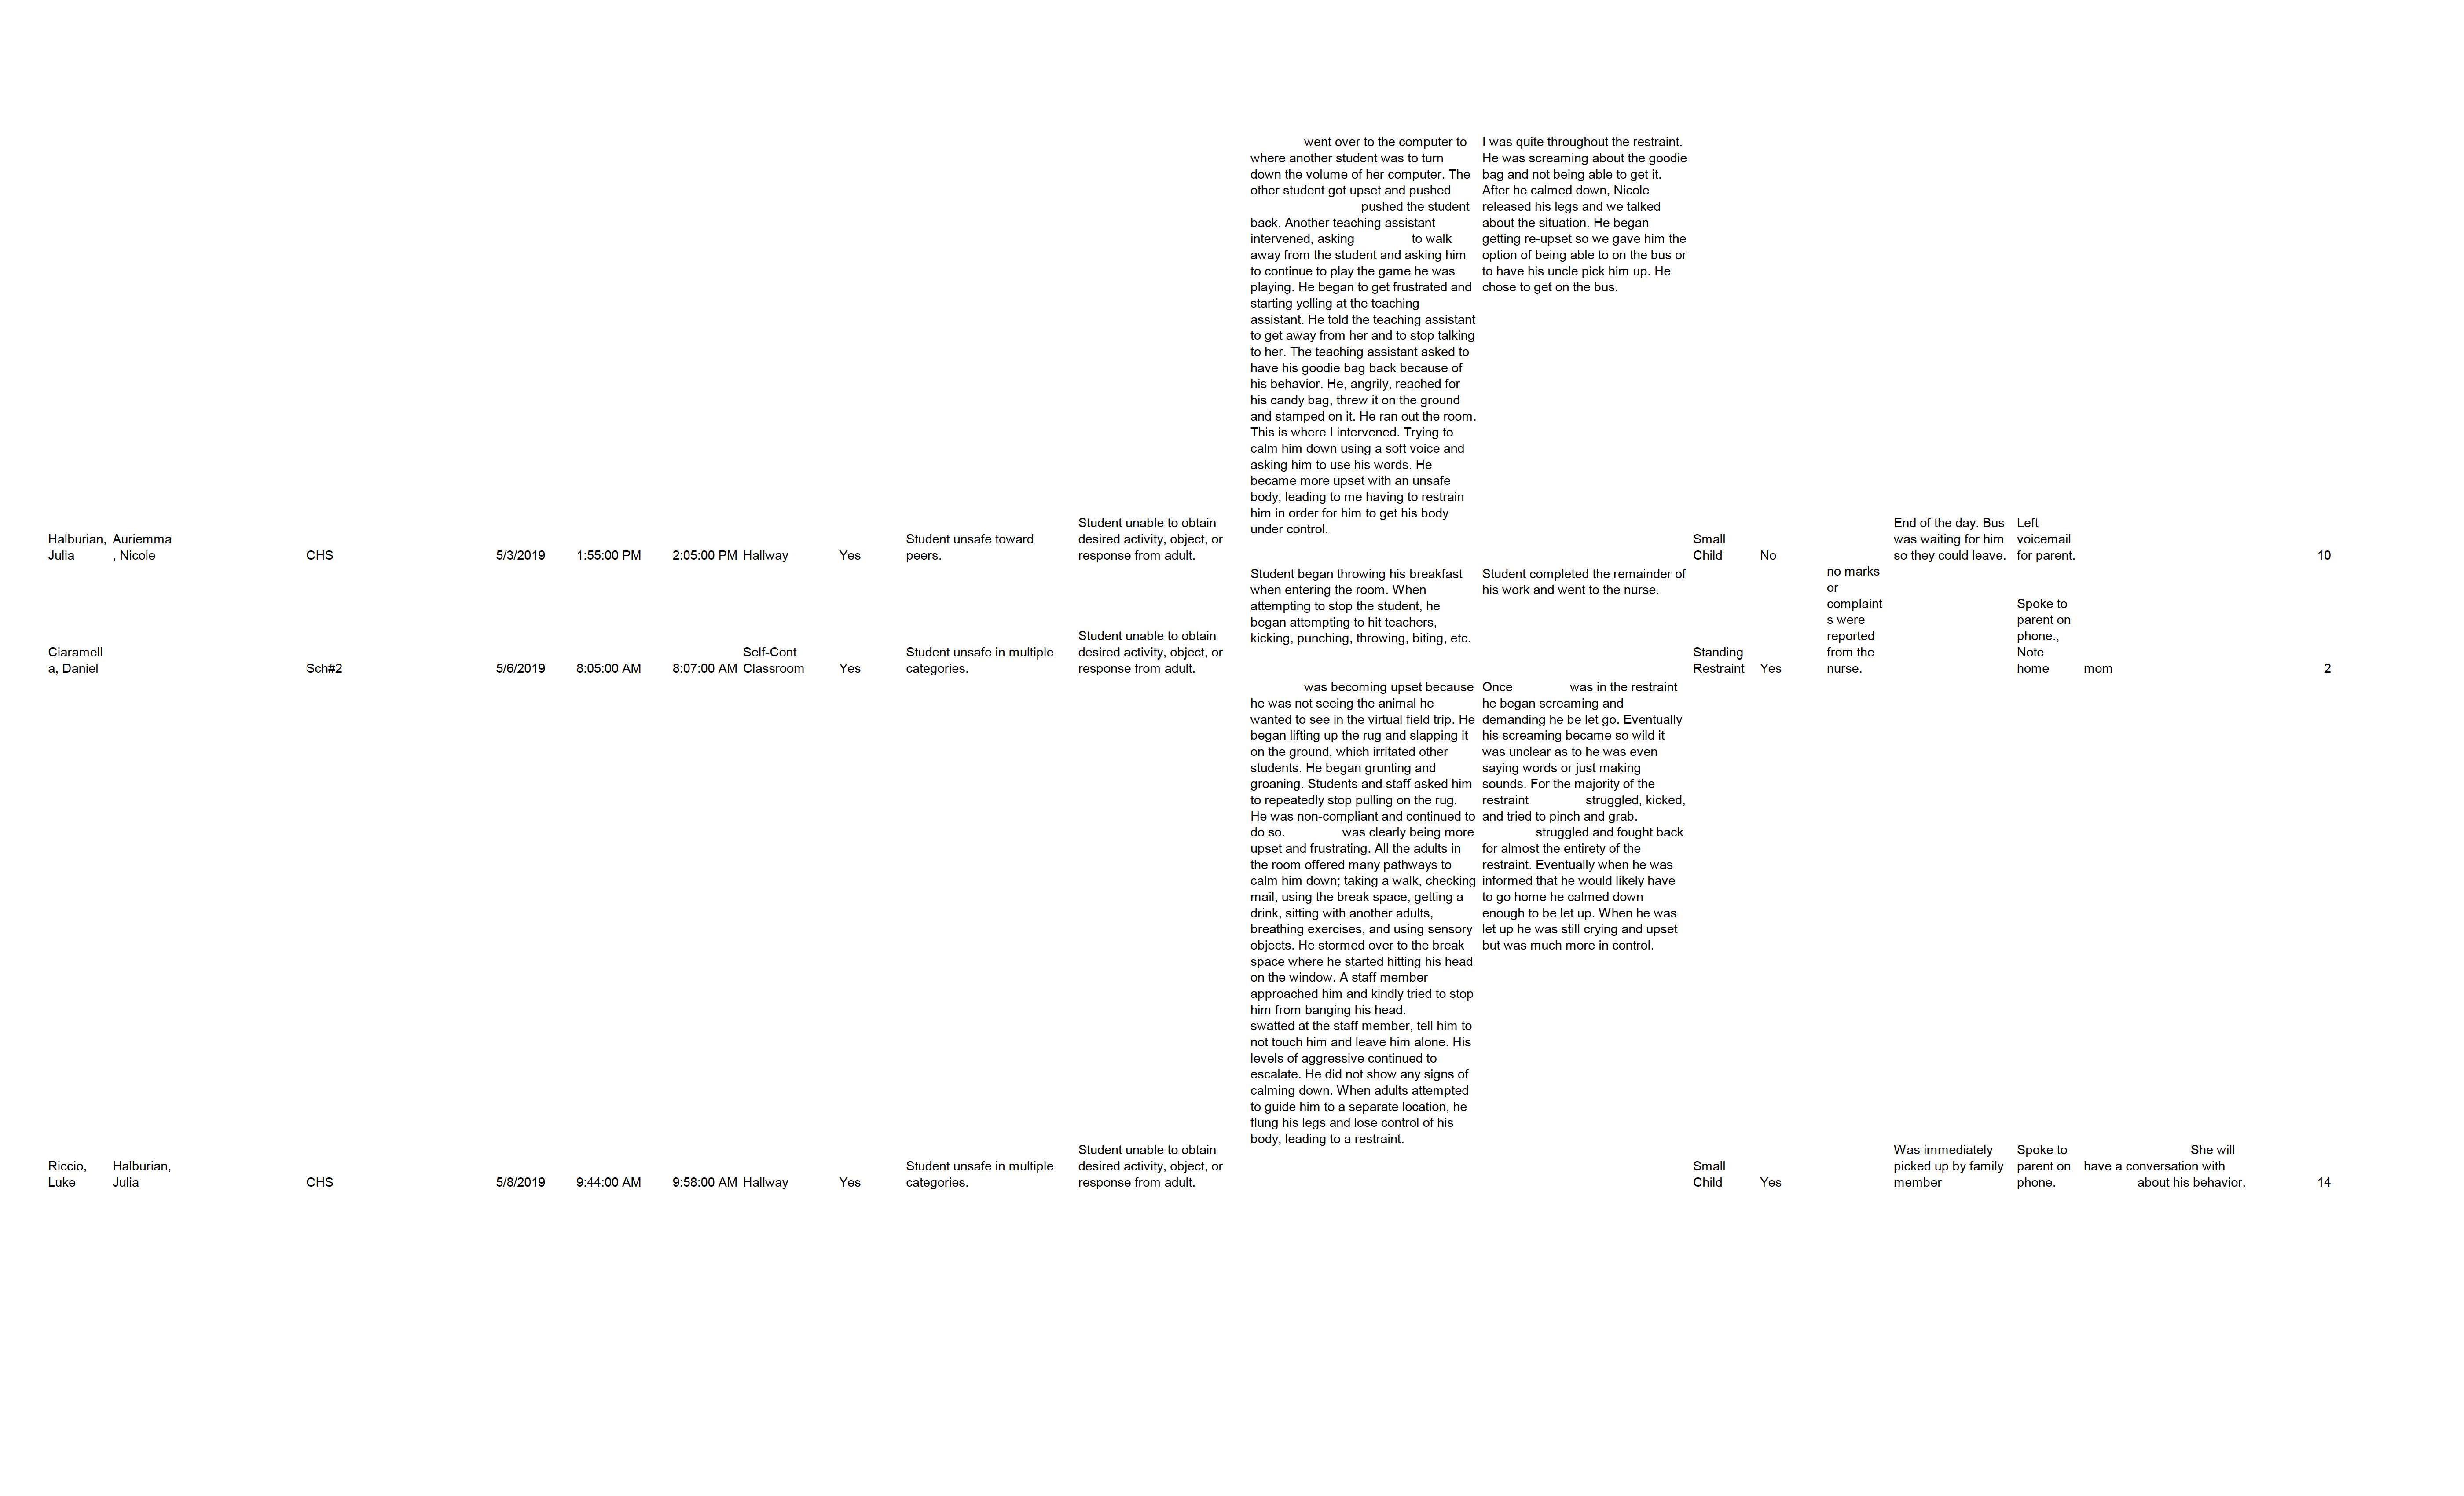 went over to the computer to
where another student was to turn
down the volume of her computer. The
other student got upset and pushed
pushed the student
back. Another teaching assistant
intervened, asking to walk
away from the student and asking him
to continue to play the game he was
playing. He began to get frustrated and
starting yelling at the teaching
assistant. He told the teaching assistant
to get away from her and to stop talking
to her. The teaching assistant asked to
have his goodie bag back because of
his behavior. He, angrily, reached for
his candy bag, threw it on the ground
and stamped on it. He ran out the room.
This is where I intervened. Trying to
calm him down using a soft voice and
asking him to use his words. He
became more upset with an unsafe
body, leading to me having to restrain
him in order for him to get his body
under control.
I was quite throughout the restraint.
He was screaming about the goodie
bag and not being able to get it.
After he calmed down, Nicole
released his legs and we talked
about the situation. He began
getting re-upset so we gave him the
option of being able to on the bus or
to have his uncle pick him up. He
chose to get on the bus.
Halburian,
Julia
Auriemma
, Nicole
CHS
5/3/2019
1:55:00 PM
2:05:00 PM
Hallway
Yes
Student unsafe toward
peers.
Student unable to obtain
desired activity, object, or
response from adult.
Small
Child
No
End of the day. Bus
was waiting for him
so they could leave.
Left
voicemail
for parent.
10
Ciaramell
a, Daniel
Sch#2
5/6/2019
8:05:00 AM
8:07:00 AM
Self-Cont
Classroom
Yes
Student unsafe in multiple
categories.
Student unable to obtain
desired activity, object, or
response from adult.
Student began throwing his breakfast
when entering the room. When
attempting to stop the student, he
began attempting to hit teachers,
kicking, punching, throwing, biting, etc.
Student completed the remainder of
his work and went to the nurse.
Standing
Restraint
Yes
no marks
or
complaint
s were
reported
from the
nurse.
Spoke to
parent on
phone.,
Note
home
mom
2
was becoming upset because
he was not seeing the animal he
wanted to see in the virtual field trip. He
began lifting up the rug and slapping it
on the ground, which irritated other
students. He began grunting and
groaning. Students and staff asked him
to repeatedly stop pulling on the rug.
He was non-compliant and continued to
do so. was clearly being more
upset and frustrating. All the adults in
the room offered many pathways to
calm him down; taking a walk, checking
mail, using the break space, getting a
drink, sitting with another adults,
breathing exercises, and using sensory
objects. He stormed over to the break
space where he started hitting his head
on the window. A staff member
approached him and kindly tried to stop
him from banging his head.
swatted at the staff member, tell him to
not touch him and leave him alone. His
levels of aggressive continued to
escalate. He did not show any signs of
calming down. When adults attempted
to guide him to a separate location, he
flung his legs and lose control of his
body, leading to a restraint.
Once was in the restraint
he began screaming and
demanding he be let go. Eventually
his screaming became so wild it
was unclear as to he was even
saying words or just making
sounds. For the majority of the
restraint struggled, kicked,
and tried to pinch and grab.
struggled and fought back
for almost the entirety of the
restraint. Eventually when he was
informed that he would likely have
to go home he calmed down
enough to be let up. When he was
let up he was still crying and upset
but was much more in control.
Riccio,
Luke
Halburian,
Julia
CHS
5/8/2019
9:44:00 AM
9:58:00 AM
Hallway
Yes
Student unsafe in multiple
categories.
Student unable to obtain
desired activity, object, or
response from adult.
Small
Child
Yes
Was immediately
picked up by family
member
Spoke to
parent on
phone.
She will
have a conversation with
about his behavior.
14